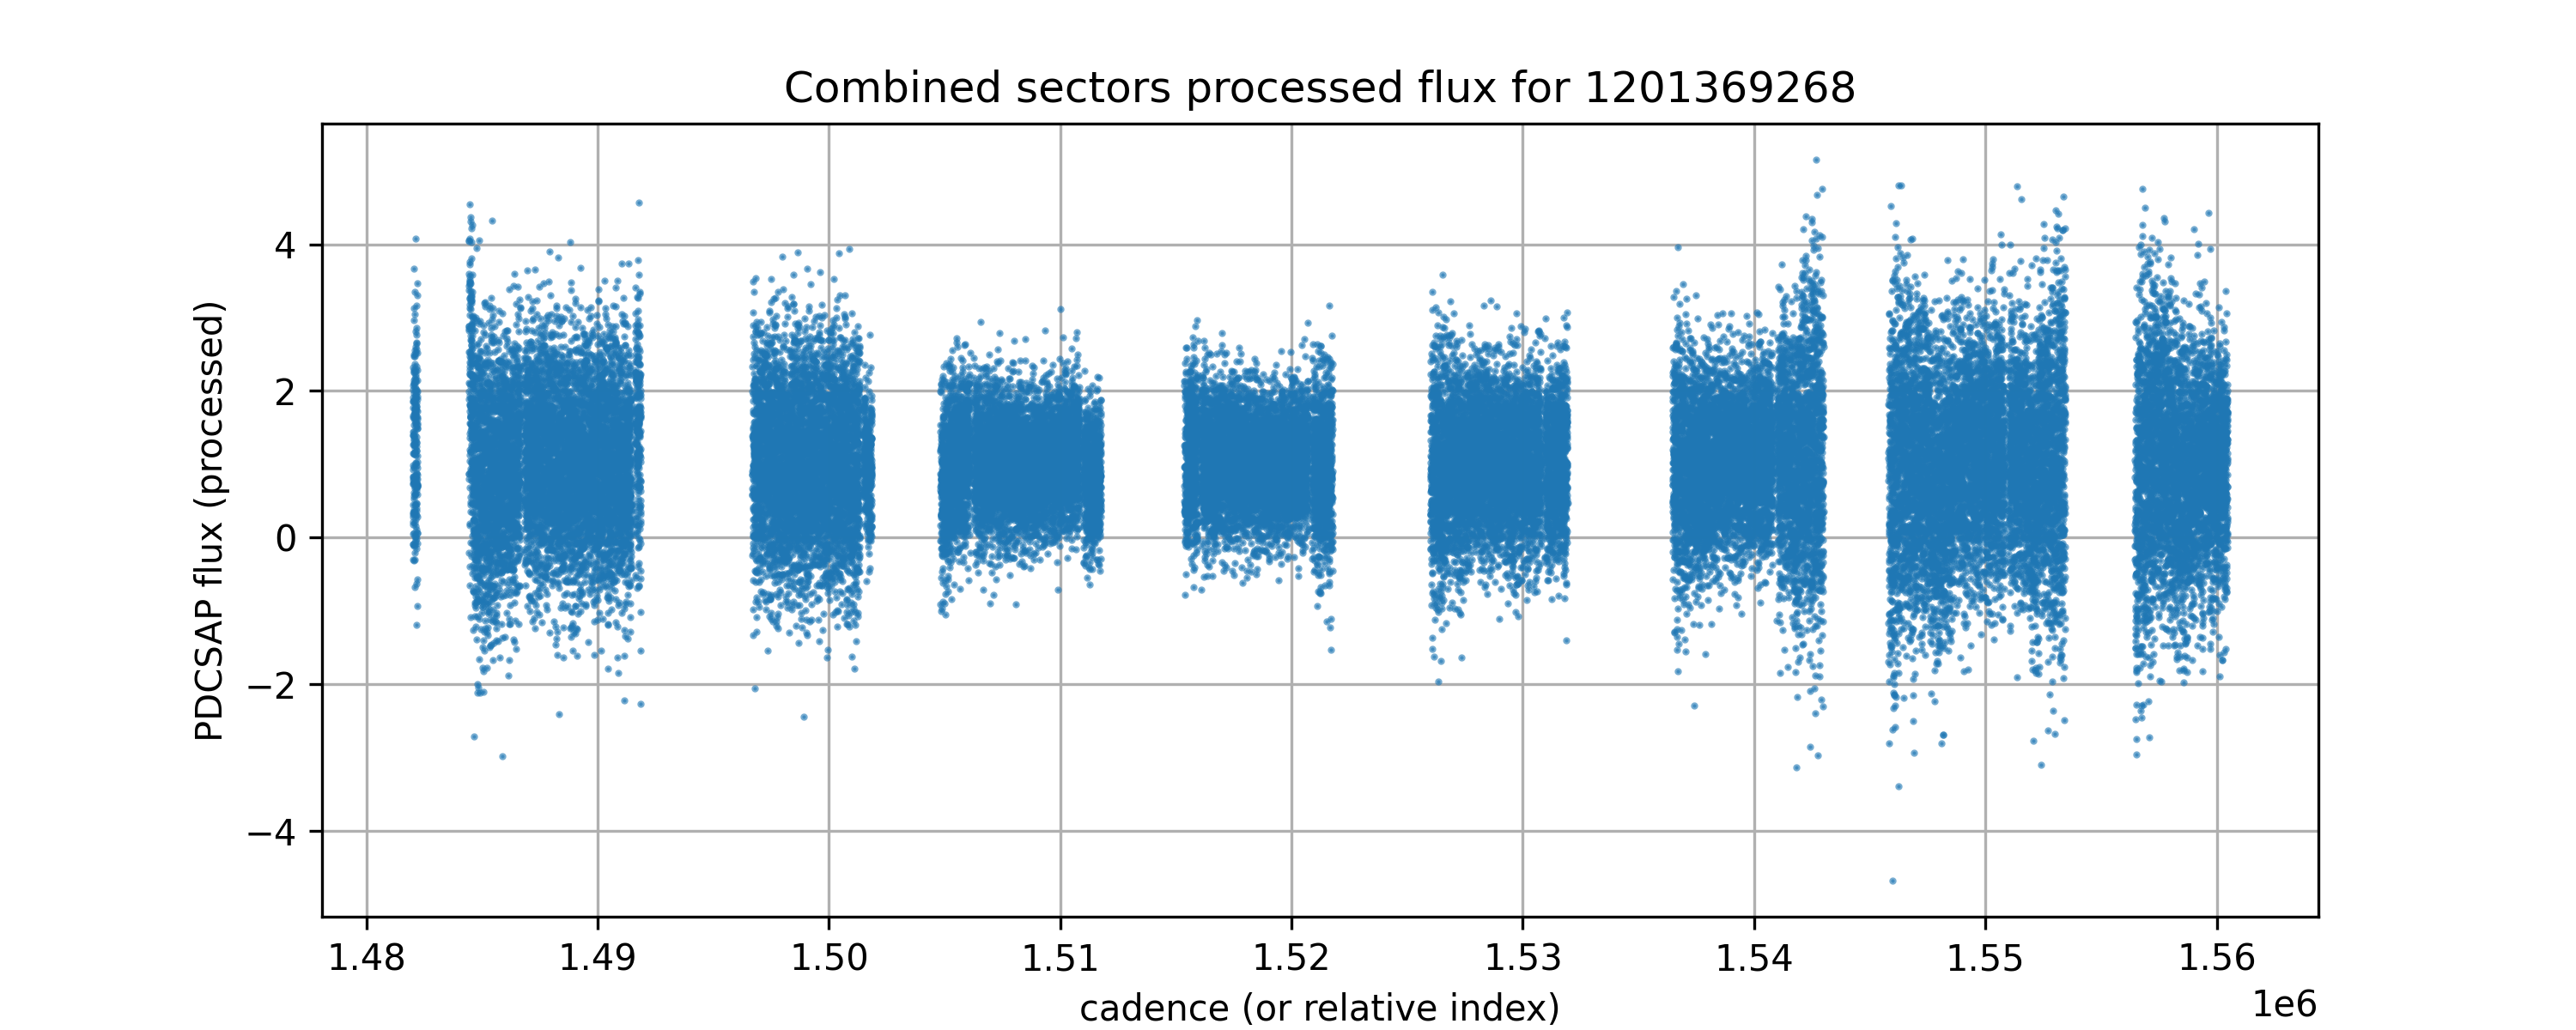 Combined sectors processed flux for 1201369268
PDCSAP flux (processed)
4
2
0
−2
−4
1.48 1.49 1.50 1.51 1.52 1.53 1.54 1.55 1.56
cadence (or relative index)
1e6